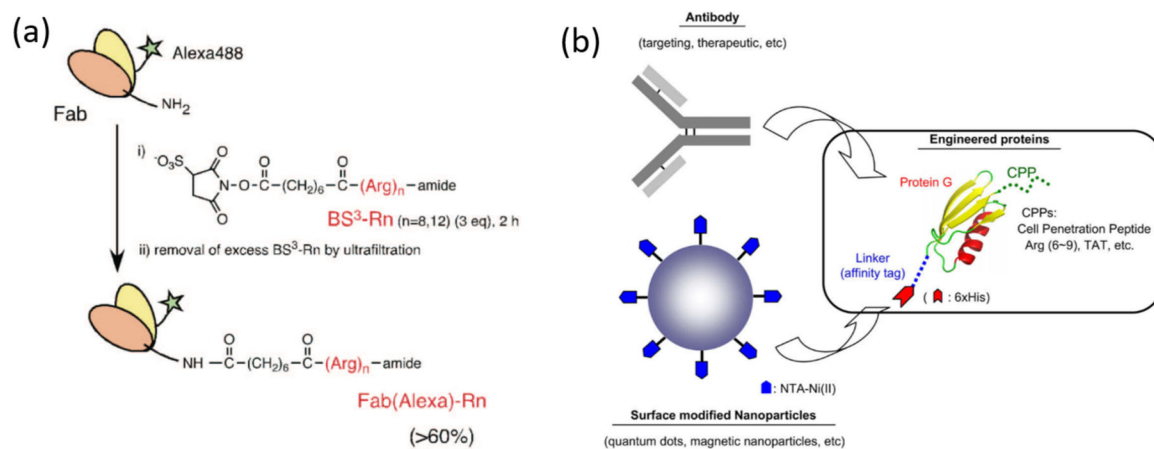 (a)
Alexa488
Fab
NH2
i)
-O3S
O
N-O
O
O
(CH2)6
O
(Arg)n-amide
BS3-Rn (n=8,12) (3 eq), 2 h
ii) removal of excess BS3-Rn by ultrafiltration
O
NH
(CH2)6
O
(Arg)n-amide
Fab(Alexa)-Rn
(>60%)
(b)
Antibody
(targeting, therapeutic, etc)
Engineered proteins
Protein G
CPP
CPPs:
Cell Penetration Peptide
Arg (6~9), TAT, etc.
Linker
(affinity tag)
( : 6xHis)
: NTA-Ni(II)
Surface modified Nanoparticles
(quantum dots, magnetic nanoparticles, etc)